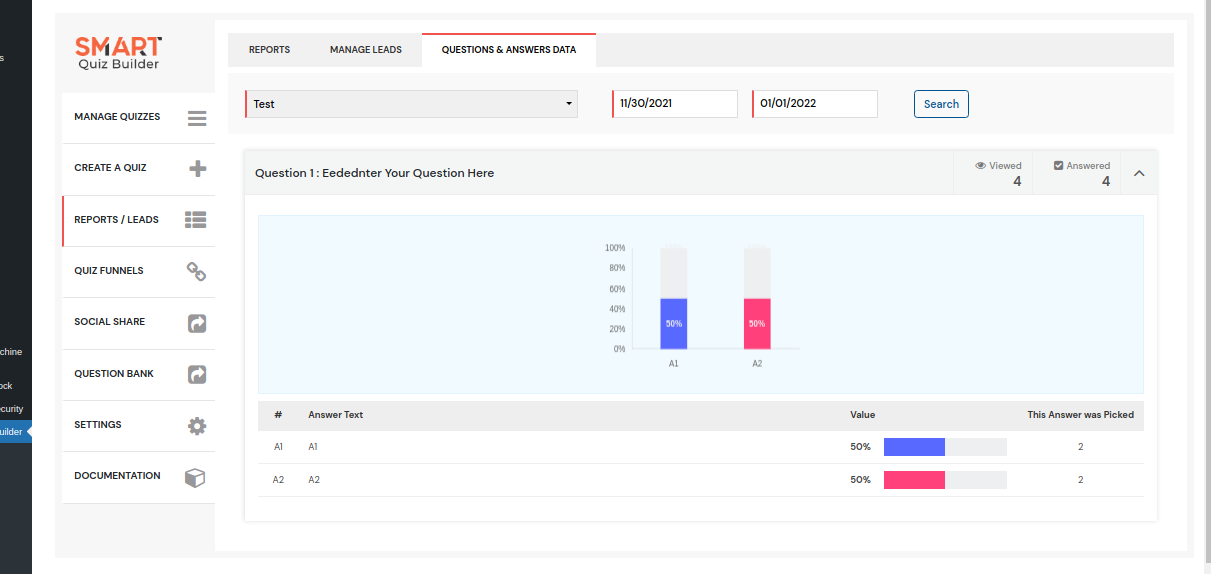 s
chine
ock
ecurity
uilder
SMART
Quiz Builder
MANAGE QUIZZES
CREATE A QUIZ
REPORTS / LEADS
QUIZ FUNNELS
SOCIAL SHARE
QUESTION BANK
SETTINGS
DOCUMENTATION
REPORTS MANAGE LEADS QUESTIONS & ANSWERS DATA
Test 11/30/2021 01/01/2022 Search
Question 1 : Eedednter Your Question Here
Viewed
4
Answered
4
100%
80%
60%
40%
20%
0%
50% 50%
A1 A2
# Answer Text Value This Answer was Picked
A1 A1 50% 2
A2 A2 50% 2